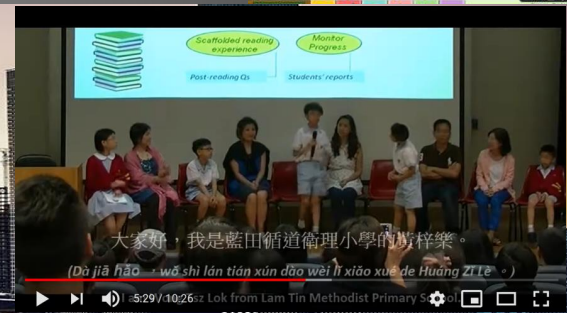 Scaffolded reading
experience
Monitor
Progress
Post-reading Qs
Students' reports
大家好，我是藍田循道衛理小學的黃梓樂。
(Dà jiā hǎo ，wǒ shì lán tián xún dào wèi lǐ xiǎo xué de Huáng Zǐ Lè 。)
Lok from Lam Tin Methodist Primary School.
5:29 / 10:26